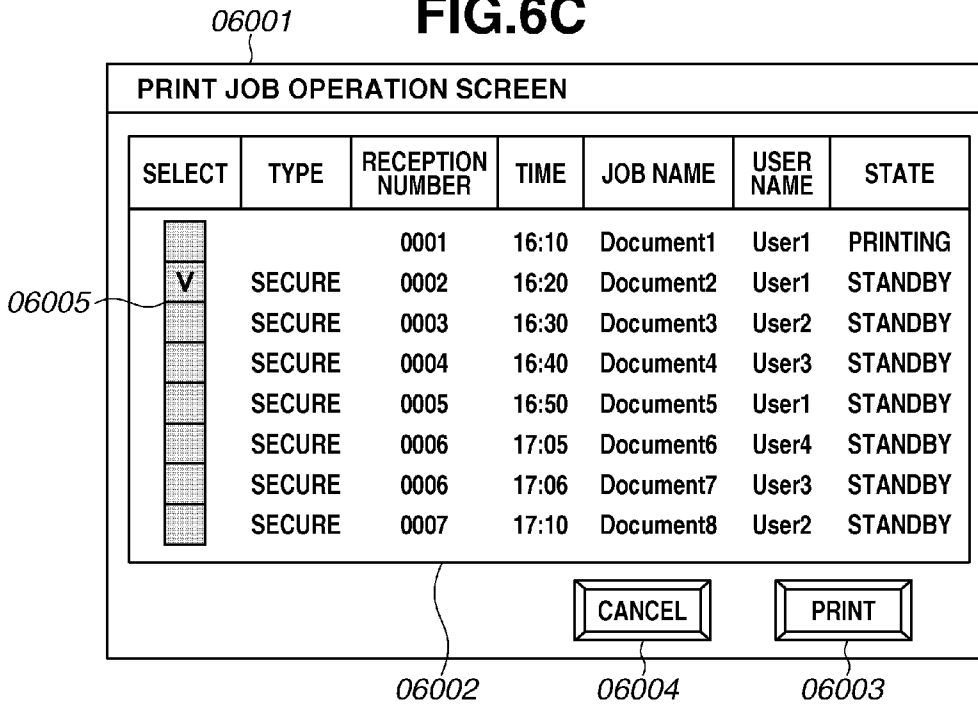 FIG.6C
06001
PRINT JOB OPERATION SCREEN
SELECT TYPE RECEPTION NUMBER TIME JOB NAME USER NAME STATE
0001 16:10 Document1 User1 PRINTING
V SECURE 0002 16:20 Document2 User1 STANDBY
06005
SECURE 0003 16:30 Document3 User2 STANDBY
SECURE 0004 16:40 Document4 User3 STANDBY
SECURE 0005 16:50 Document5 User1 STANDBY
SECURE 0006 17:05 Document6 User4 STANDBY
SECURE 0006 17:06 Document7 User3 STANDBY
SECURE 0007 17:10 Document8 User2 STANDBY
CANCEL PRINT
06002 06004 06003